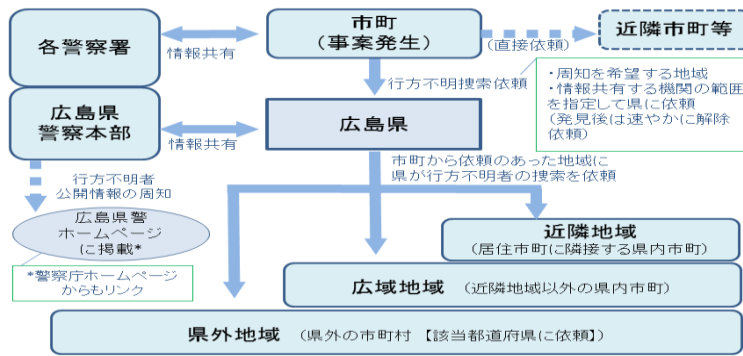 各警察署
情報共有
市町
（事案発生）
(直接依頼)
近隣市町等
行方不明捜索依頼
・周知を希望する地域
・情報共有する機関の範囲
を指定して県に依頼
(発見後は速やかに解除
依頼)
広島県
警察本部
情報共有
広島県
行方不明者
公開情報の周知
市町から依頼のあった地域に
県が行方不明者の捜索を依頼
広島県警
ホームページ
に掲載*
*警察庁ホームページ
からもリンク
近隣地域
(居住市町に隣接する県内市町)
広域地域 (近隣地域以外の県内市町)
県外地域 (県外の市町村 【該当都道府県に依頼】)